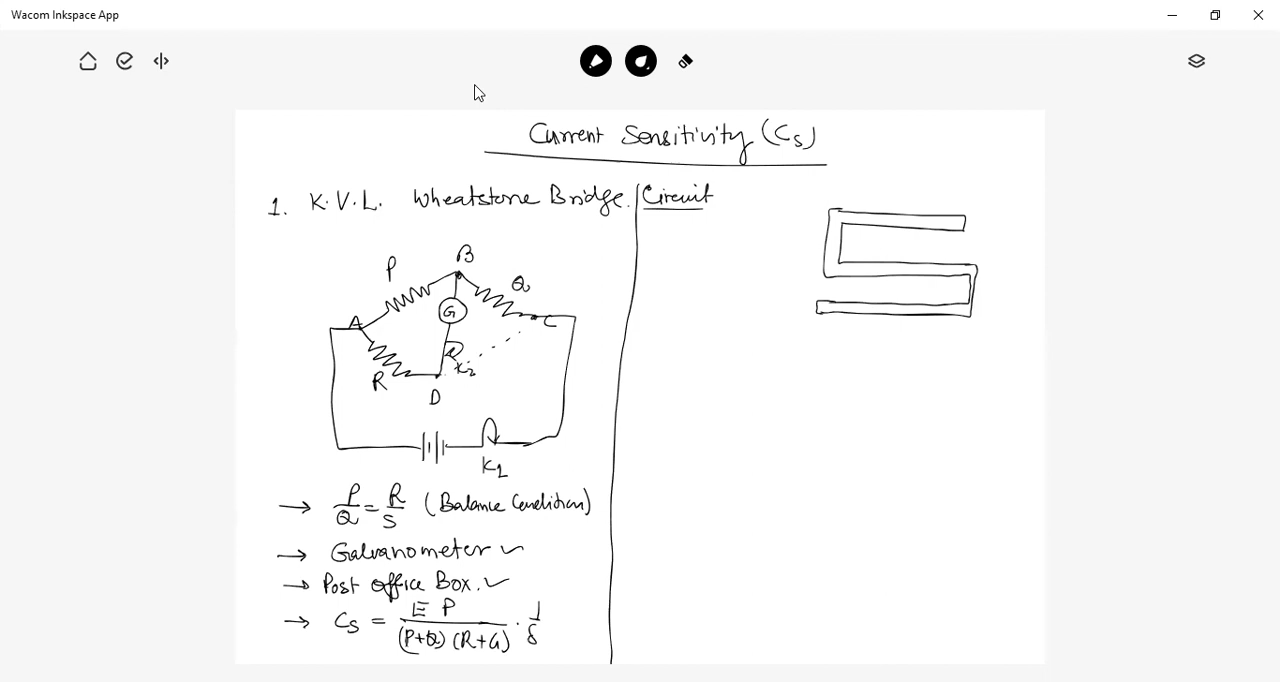 Wacom Inkspace App
Current Sensitivity (Cs)
1. K.V.L. Wheatstone Bridge. Circuit
B
P
Q
G
A
C
K2
R
D
K1
→ P/Q = R/S (Balance Condition)
→ Galvanometer ✓
→ Post office Box. ✓
→ Cs = E P / (P+Q) (R+G) . 1/δ